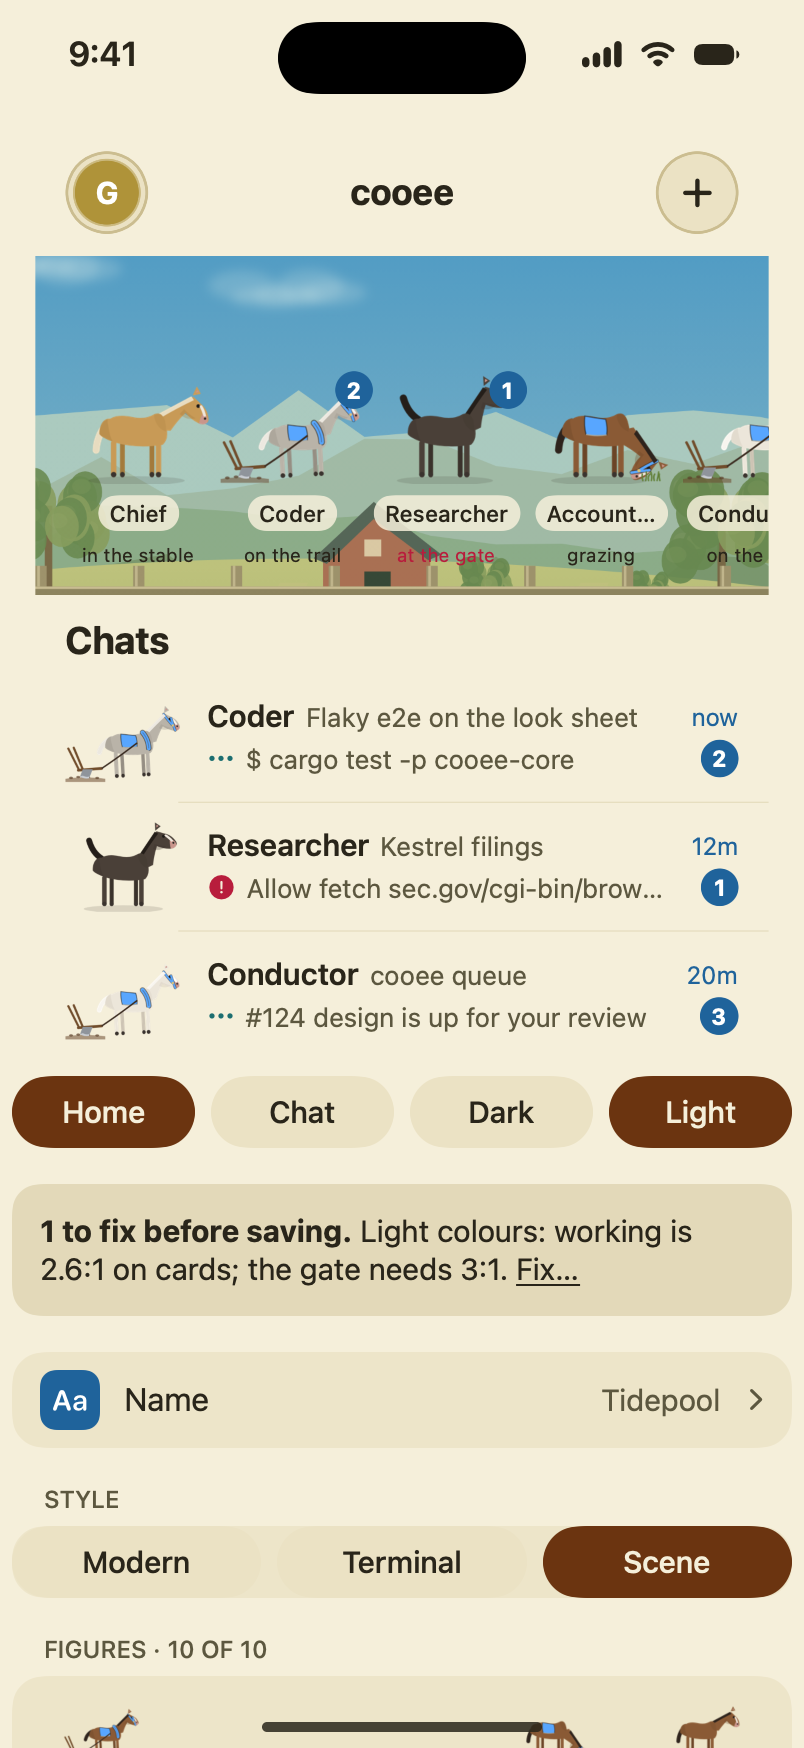 9:41
G
cooee
+
2
1
Chief
Coder
Researcher
Account...
Condu
in the stable
on the trail
at the gate
grazing
on the
Chats
Coder Flaky e2e on the look sheet now
••• $ cargo test -p cooee-core 2
Researcher Kestrel filings 12m
! Allow fetch sec.gov/cgi-bin/brow... 1
Conductor cooee queue 20m
••• #124 design is up for your review 3
Home Chat Dark Light
1 to fix before saving. Light colours: working is
2.6:1 on cards; the gate needs 3:1. Fix...
Aa Name Tidepool
STYLE
Modern Terminal Scene
FIGURES · 10 OF 10